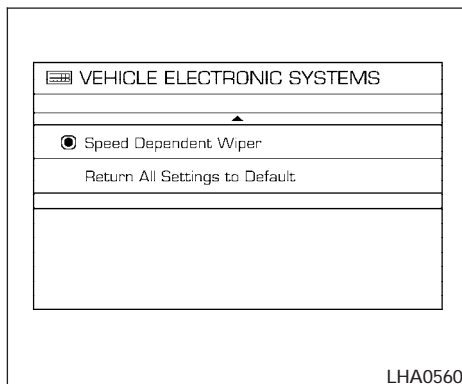 VEHICLE ELECTRONIC SYSTEMS
Speed Dependent Wiper
Return All Settings to Default
LHA0560